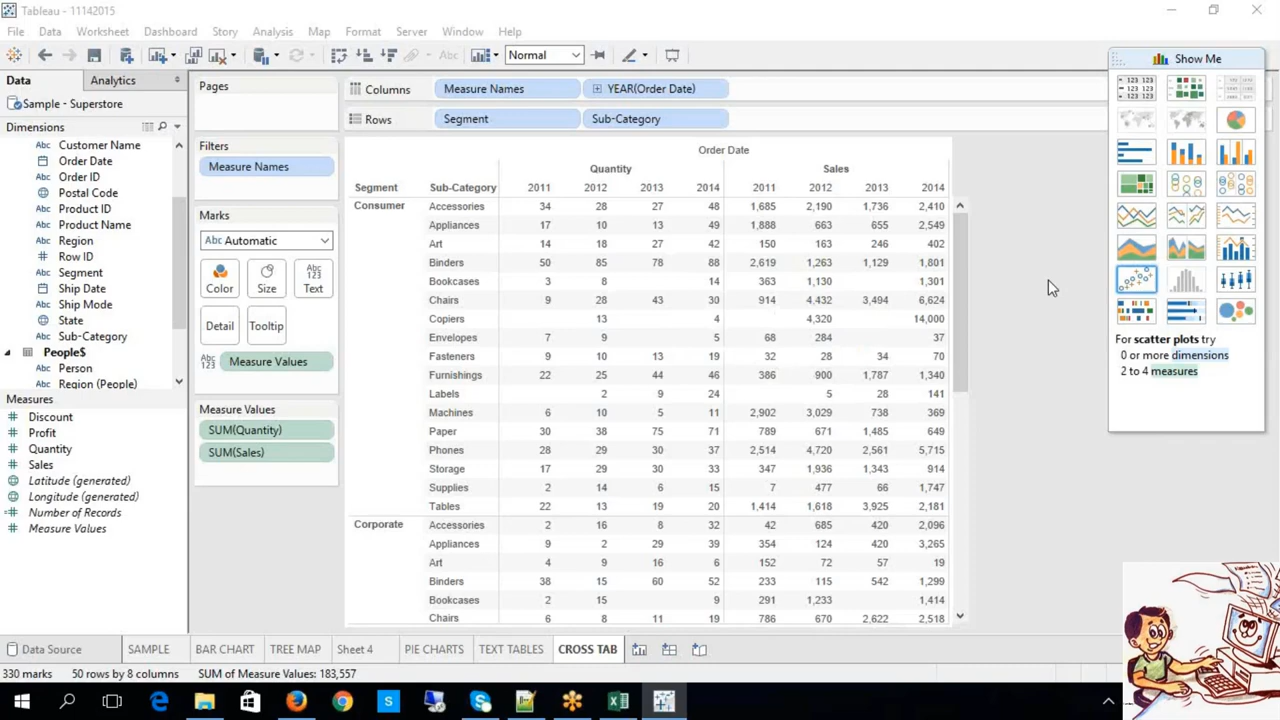 Tableau - 11142015
File Data Worksheet Dashboard Story Analysis Map Format Server Window Help
Abc Normal
Data Analytics
Sample - Superstore
Dimensions
Abc Customer Name
Order Date
Abc Order ID
Postal Code
Abc Product ID
Abc Product Name
Abc Region
Abc Row ID
Abc Segment
Ship Date
Abc Ship Mode
State
Abc Sub-Category
People$
Abc Person
Abc Region (People)
Measures
# Discount
# Profit
# Quantity
# Sales
Latitude (generated)
Longitude (generated)
Number of Records
# Measure Values
Pages
Filters
Measure Names
Marks
Abc Automatic
Color Size Abc 123 Text
Detail Tooltip
Abc 123 Measure Values
Measure Values
SUM(Quantity)
SUM(Sales)
Columns Measure Names YEAR(Order Date)
Rows Segment Sub-Category
Order Date
Quantity Sales
Segment Sub-Category 2011 2012 2013 2014 2011 2012 2013 2014
Consumer Accessories 34 28 27 48 1,685 2,190 1,736 2,410
Appliances 17 10 13 49 1,888 663 655 2,549
Art 14 18 27 42 150 163 246 402
Binders 50 85 78 88 2,619 1,263 1,129 1,801
Bookcases 3 8 14 363 1,130 1,301
Chairs 9 28 43 30 914 4,432 3,494 6,624
Copiers 13 4 4,320 14,000
Envelopes 7 9 5 68 284 37
Fasteners 9 10 13 19 32 28 34 70
Furnishings 22 25 44 46 386 900 1,787 1,340
Labels 2 9 24 5 28 141
Machines 6 10 5 11 2,902 3,029 738 369
Paper 30 38 75 71 789 671 1,485 649
Phones 28 29 30 37 2,514 4,720 2,561 5,715
Storage 17 29 30 33 347 1,936 1,343 914
Supplies 2 14 6 15 7 477 66 1,747
Tables 22 13 19 20 1,414 1,618 3,925 2,181
Corporate Accessories 2 16 8 32 42 685 420 2,096
Appliances 9 2 29 39 354 124 420 3,265
Art 4 9 16 6 152 72 57 19
Binders 38 15 60 52 233 115 542 1,299
Bookcases 2 15 9 291 1,233 1,414
Chairs 6 8 11 19 786 670 2,622 2,518
Show Me
For scatter plots try
0 or more dimensions
2 to 4 measures
Data Source SAMPLE BAR CHART TREE MAP Sheet 4 PIE CHARTS TEXT TABLES CROSS TAB
330 marks 50 rows by 8 columns SUM of Measure Values: 183,557